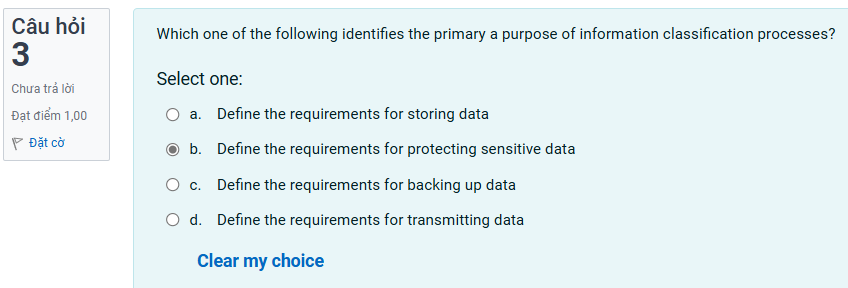 Câu hỏi
3
Chưa trả lời
Đạt điểm 1,00
Đặt cờ
Which one of the following identifies the primary a purpose of information classification processes?
Select one:
a. Define the requirements for storing data
b. Define the requirements for protecting sensitive data
c. Define the requirements for backing up data
d. Define the requirements for transmitting data
Clear my choice